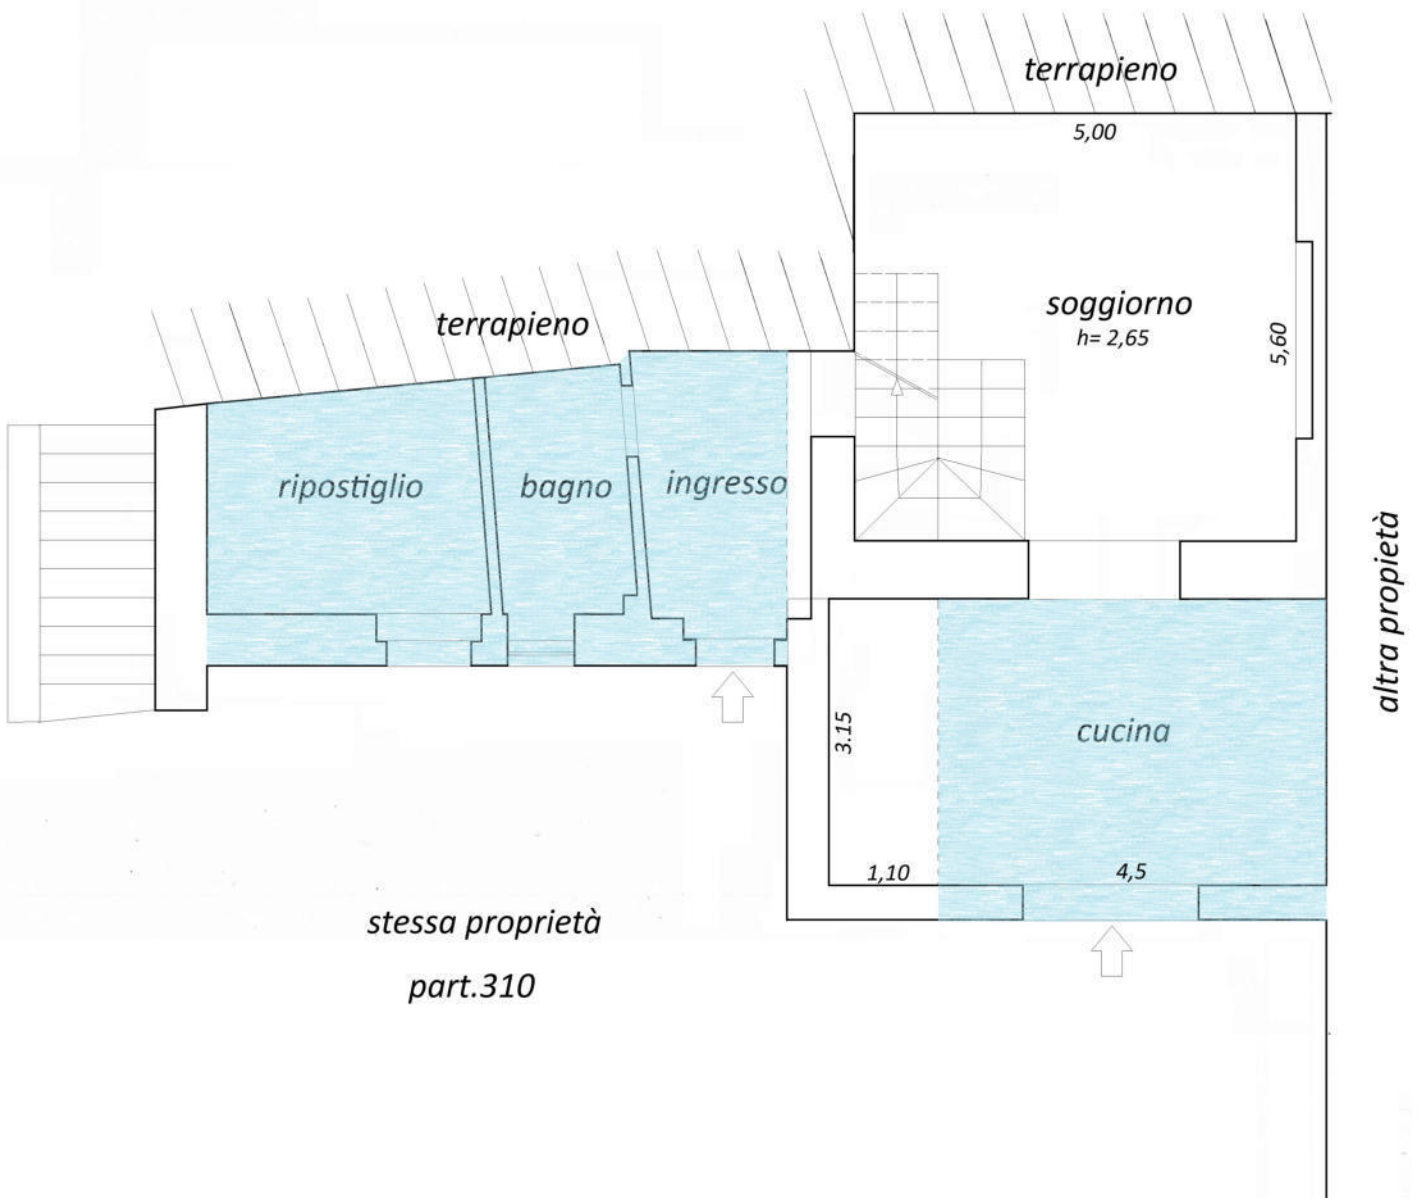 terrapieno
5,00
soggiorno
h= 2,65
5,60
terrapieno
ripostiglio
bagno
ingresso
altra propietà
3.15
cucina
1,10
4,5
stessa proprietà
part.310